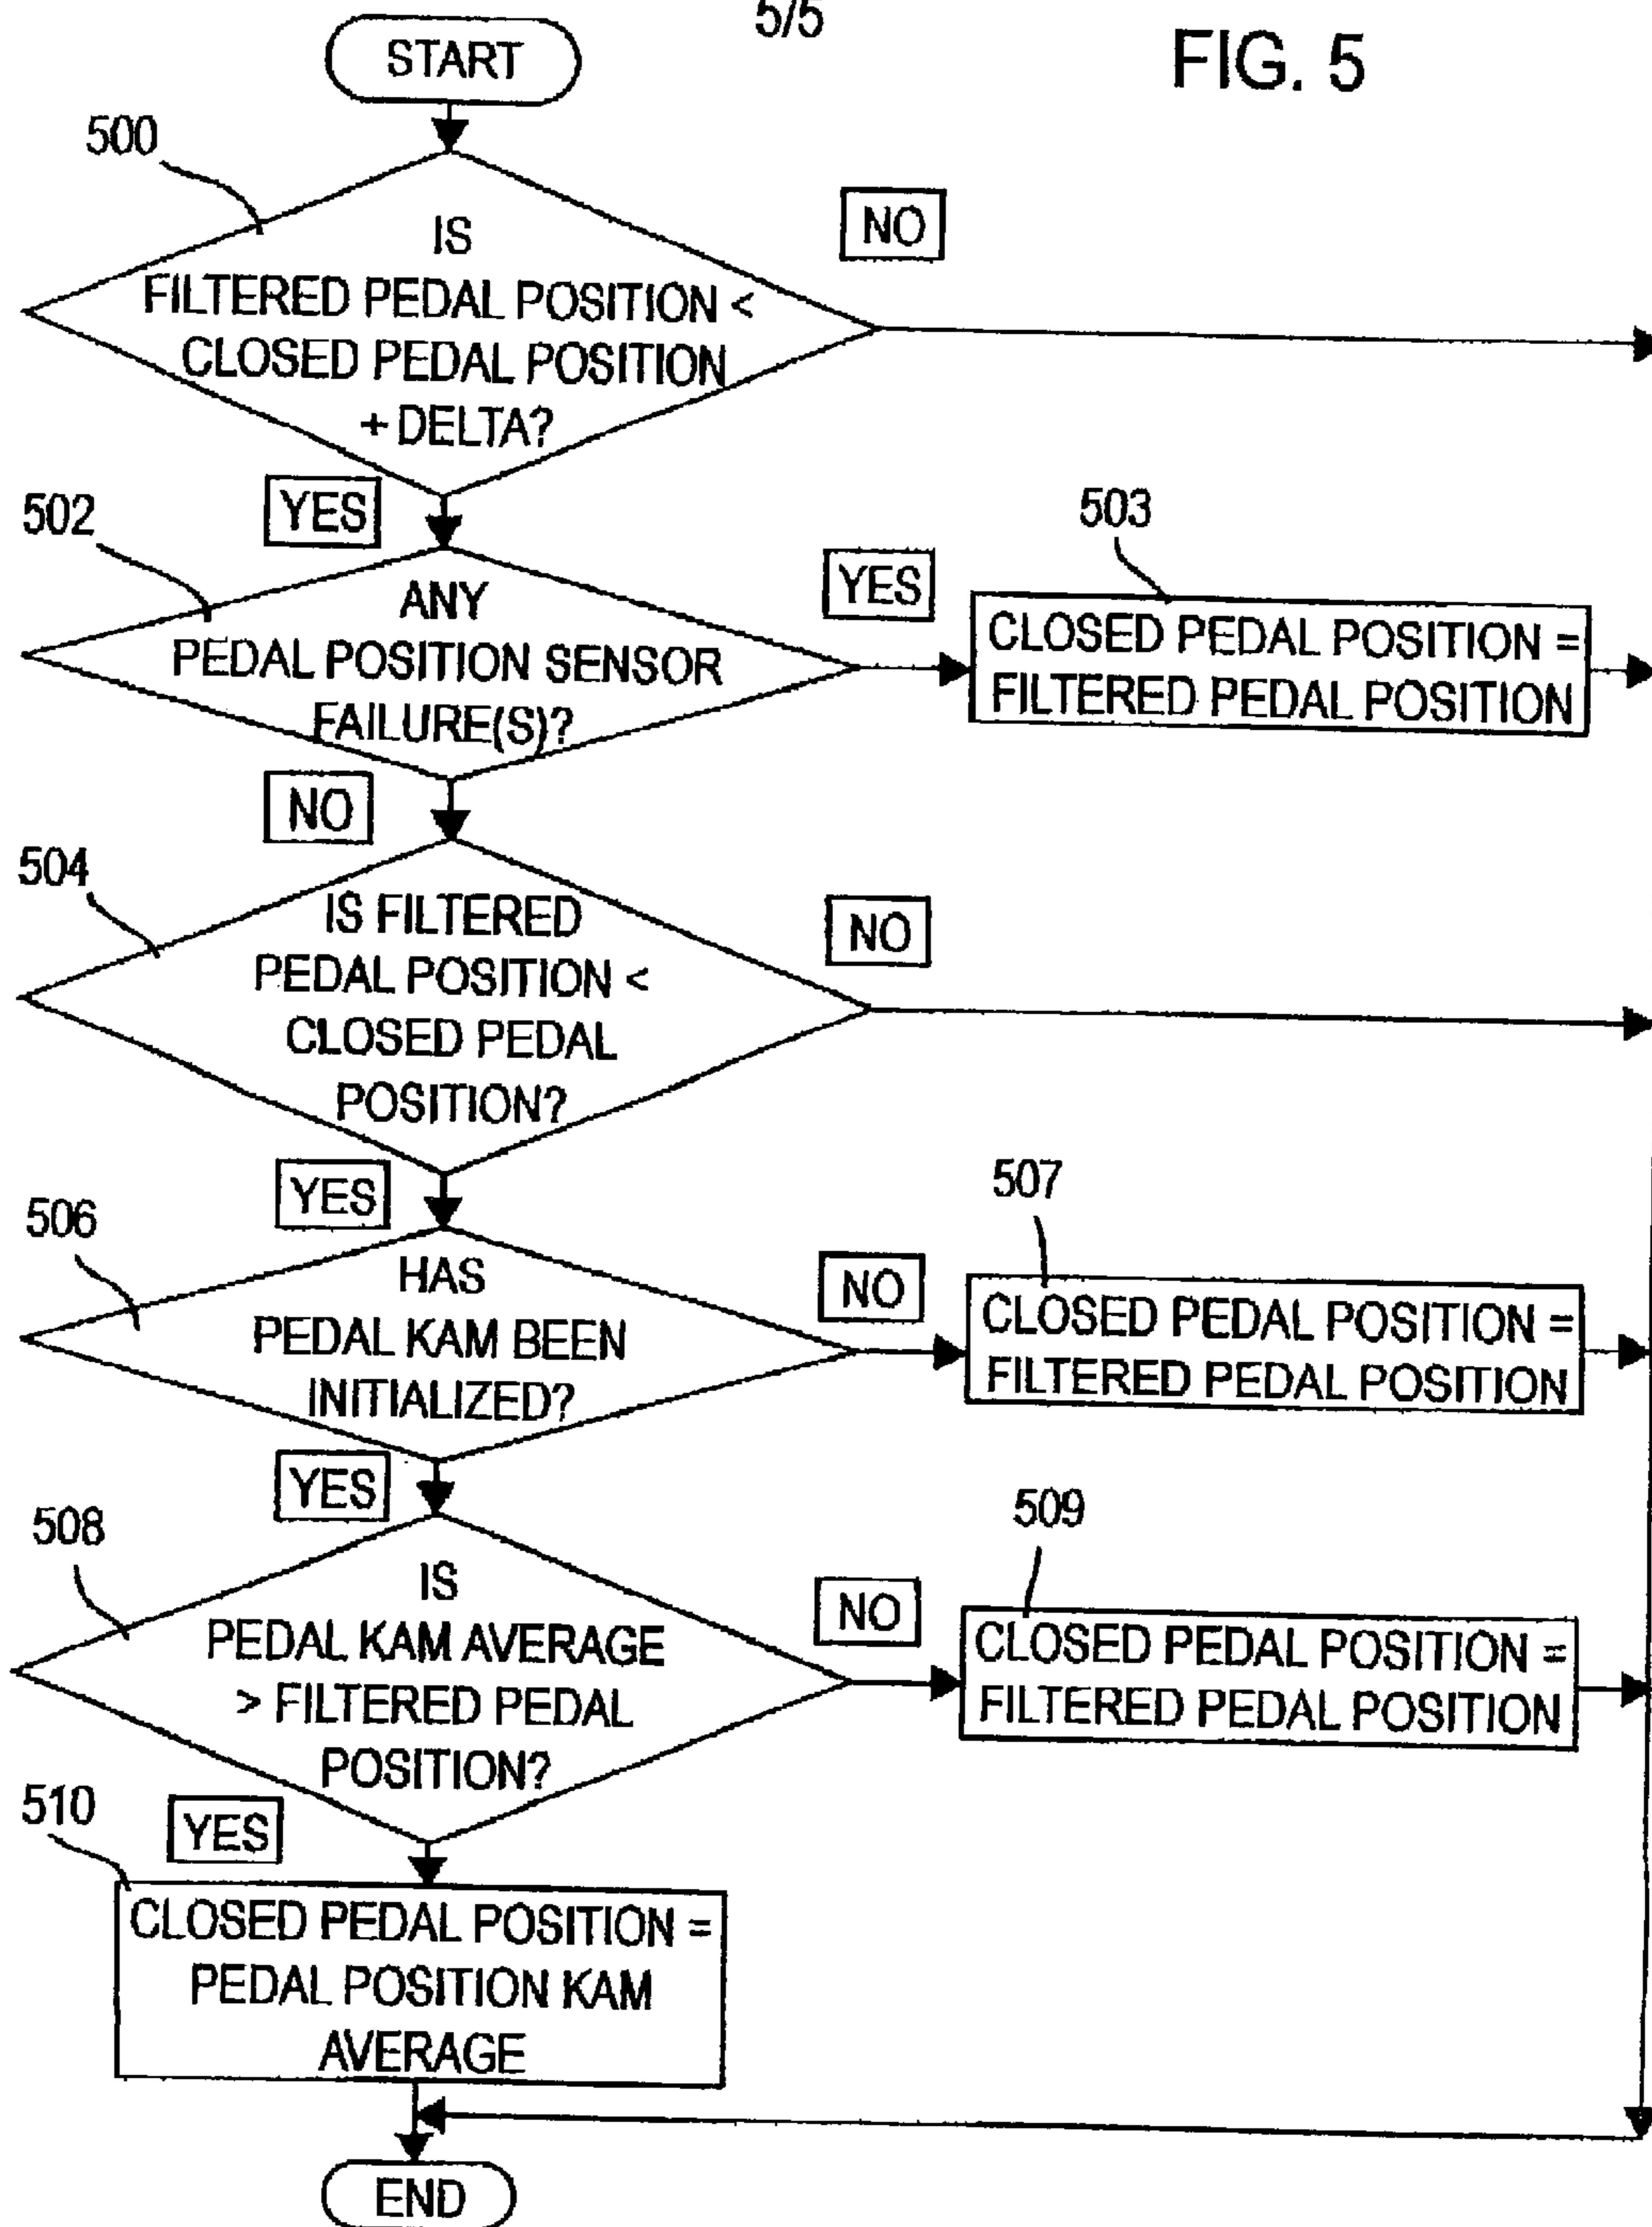 5/5
FIG. 5
START
500
IS
FILTERED PEDAL POSITION <
CLOSED PEDAL POSITION
+ DELTA?
NO
YES
502
ANY
PEDAL POSITION SENSOR
FAILURE(S)?
YES
503
CLOSED PEDAL POSITION =
FILTERED PEDAL POSITION
NO
504
IS FILTERED
PEDAL POSITION <
CLOSED PEDAL
POSITION?
NO
YES
506
HAS
PEDAL KAM BEEN
INITIALIZED?
NO
507
CLOSED PEDAL POSITION =
FILTERED PEDAL POSITION
YES
508
IS
PEDAL KAM AVERAGE
> FILTERED PEDAL
POSITION?
NO
509
CLOSED PEDAL POSITION =
FILTERED PEDAL POSITION
YES
510
CLOSED PEDAL POSITION =
PEDAL POSITION KAM
AVERAGE
END